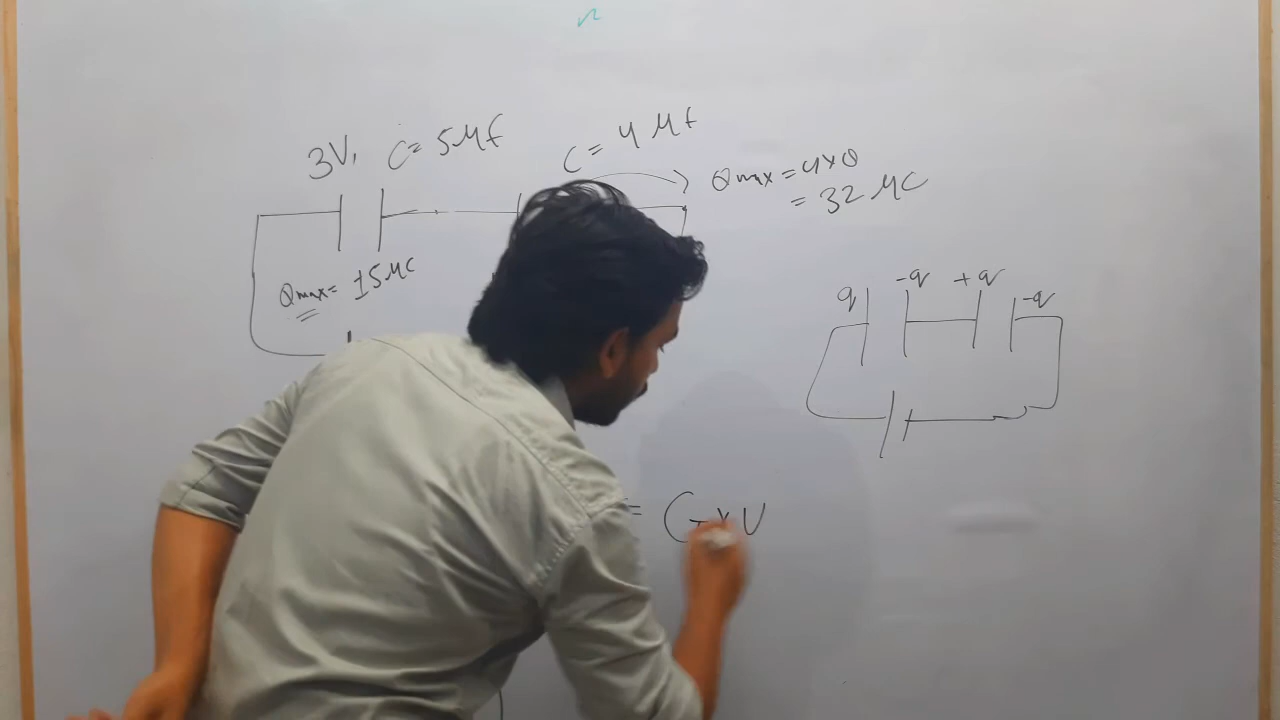 3V, C = 5μf
C = 4 μf
Qmax = 4×8
= 32 μC
Qmax = 15μC
q -q +q -q
= C × V